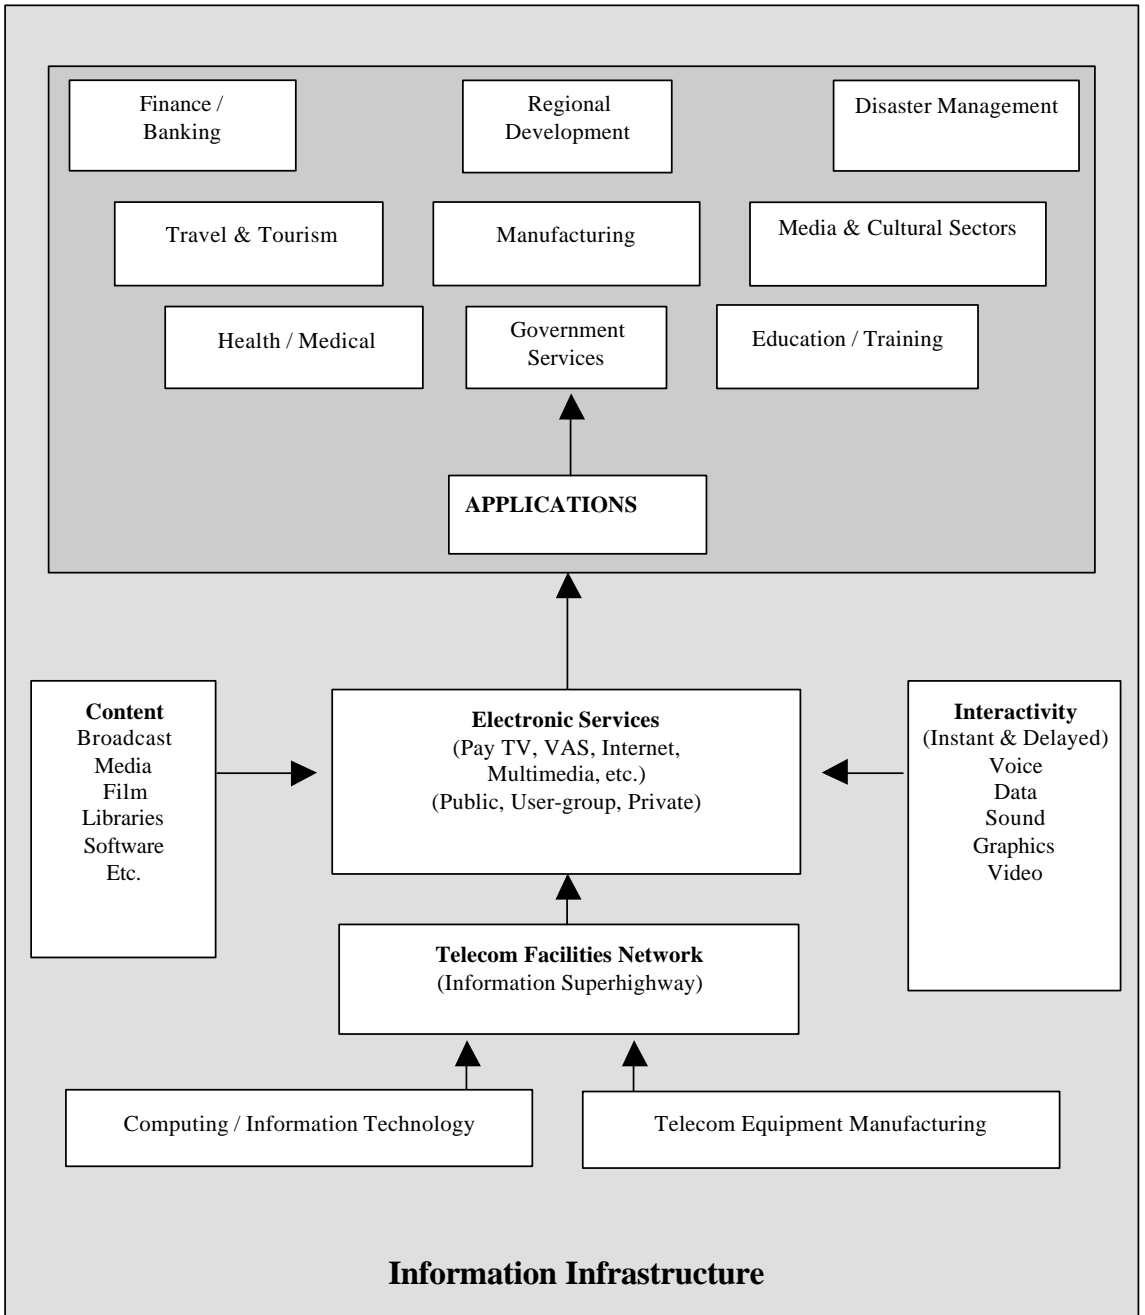 Finance /
Banking
Regional
Development
Disaster Management
Travel & Tourism
Manufacturing
Media & Cultural Sectors
Health / Medical
Government
Services
Education / Training
APPLICATIONS
Content
Broadcast
Media
Film
Libraries
Software
Etc.
Electronic Services
(Pay TV, VAS, Internet,
Multimedia, etc.)
(Public, User-group, Private)
Interactivity
(Instant & Delayed)
Voice
Data
Sound
Graphics
Video
Telecom Facilities Network
(Information Superhighway)
Computing / Information Technology
Telecom Equipment Manufacturing
Information Infrastructure